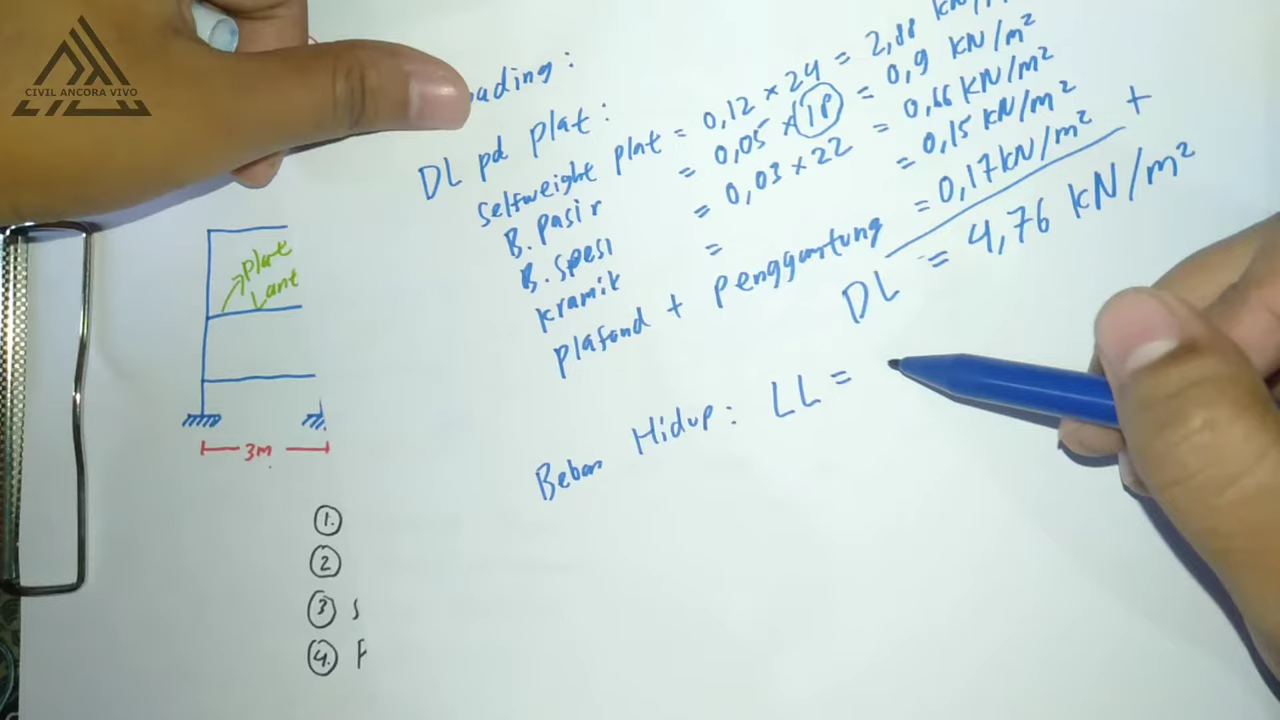 CIVIL ANCORA VIVO
ading :
DL pd plat :
Selfweight plat = 0,12 × 24 = 2,88 KN/
B. pasir = 0,05 × 18 = 0,9 KN/m²
B. Spesi = 0,03 × 22 = 0,66 KN/m²
kramik = = 0,15 KN/m²
plafond + penggantung = 0,17 KN/m² +
DL = 4,76 KN/m²
Beban Hidup : LL =
plat
Lant
3m
1.
2
3 S
4.